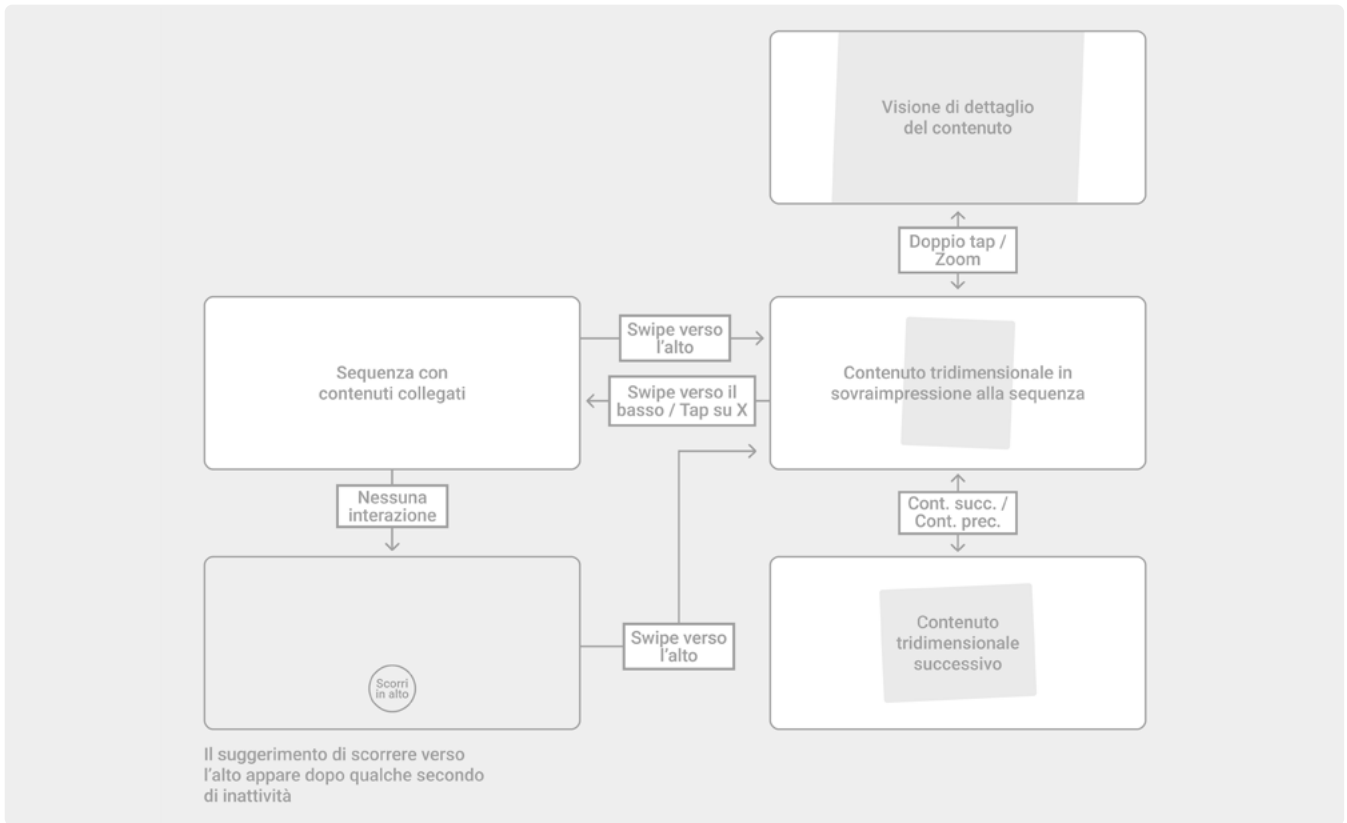 Visione di dettaglio
del contenuto
Doppio tap /
Zoom
Sequenza con
contenuti collegati
Swipe verso
l'alto
Swipe verso il
basso / Tap su X
Contenuto tridimensionale in
sovraimpressione alla sequenza
Nessuna
interazione
Cont. succ. /
Cont. prec.
Scorri
in alto
Swipe verso
l'alto
Contenuto
tridimensionale
successivo
Il suggerimento di scorrere verso
l'alto appare dopo qualche secondo
di inattività